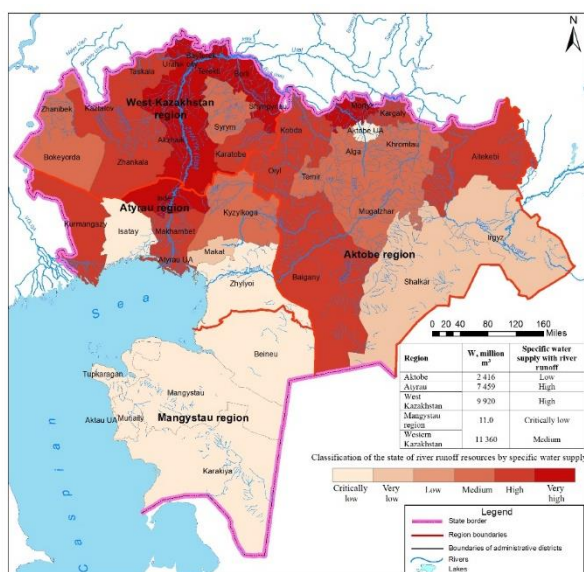 N
Ural
Uralsk city
Taskala
Zhanibek
Kaztalov
West-Kazakhstan
region
Syrym
Bokeyorda
Zhankala
Akzhaik
Karatobe
Kobda
Kargaly
Aktobe UA
Alga
Khromtau
Aitekebi
Oiyl
Temir
Atyrau region
Kyzylkoga
Mugalzhar
Kurmangazy
Isatay
Makhambet
Makat
Atyrau UA
Baigany
Aktobe region
Irgyz
Shalkar
Zhylyoi
Sea
Beineu
Tupkaragan
Mangystau
Aktau UA
Munaily
Mangystau region
Karakiya
Caspian
0 20 40 80 120 160
Miles
Region W, million m³ Specific water supply with river runoff
Aktobe 2 416 Low
Atyrau 7 459 High
West Kazakhstan 9 920 High
Mangystau region 11.0 Critically low
Western Kazakhstan 11 360 Medium
Classification of the state of river runoff resources by specific water supply
Critically low
Very low
Low
Medium
High
Very high
Legend
State border
Region boundaries
Boundaries of administrative districts
Rivers
Lakes